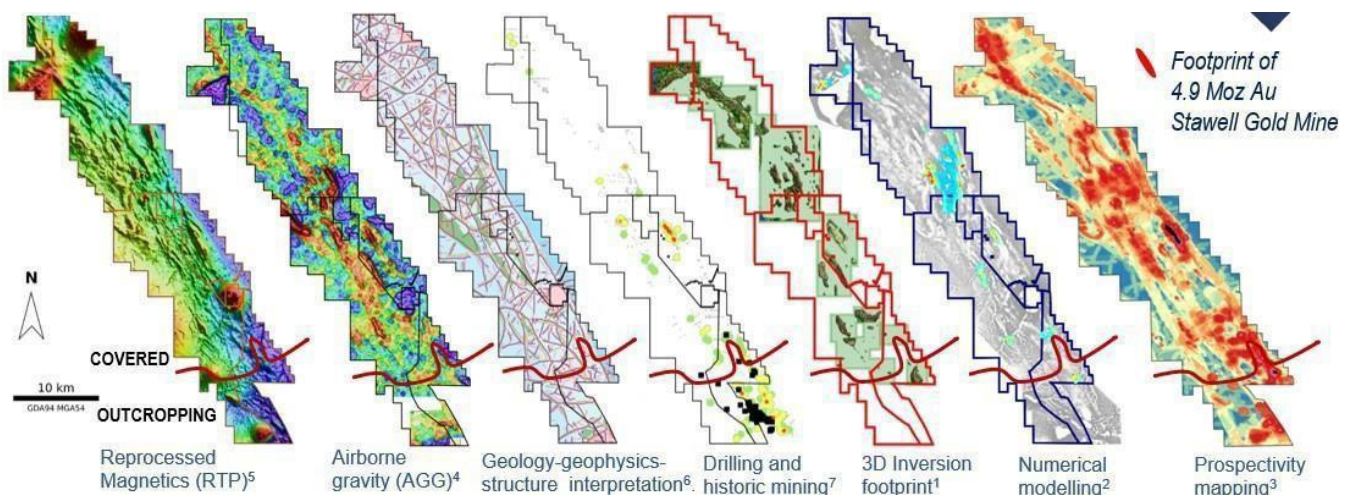 Footprint of
4.9 Moz Au
Stawell Gold Mine
N
COVERED
10 km
GDA94 MGA54
OUTCROPPING
Reprocessed
Magnetics (RTP)⁵
Airborne
gravity (AGG)⁴
Geology-geophysics-
structure interpretation⁶.
Drilling and
historic mining⁷
3D Inversion
footprint¹
Numerical
modelling²
Prospectivity
mapping³